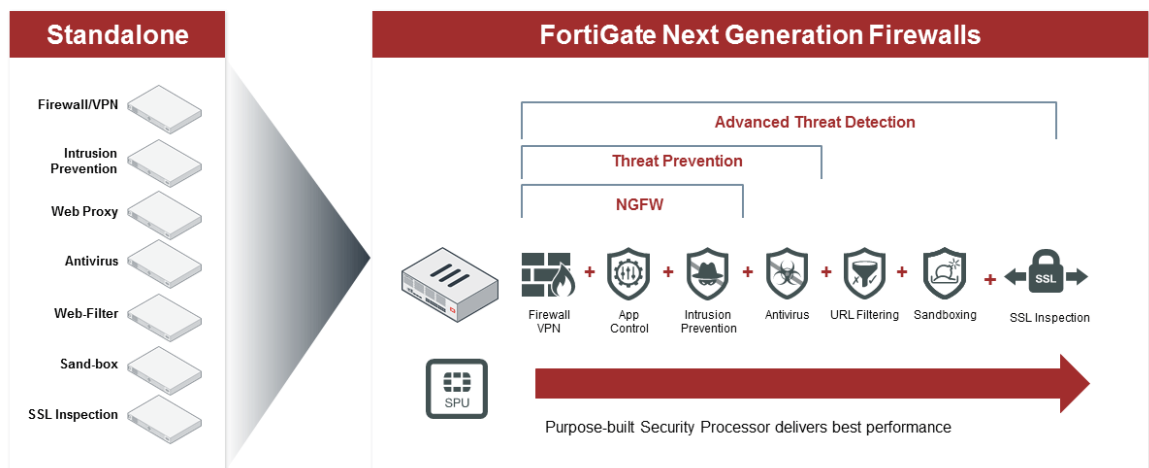 Standalone
Firewall/VPN
Intrusion
Prevention
Web Proxy
Antivirus
Web-Filter
Sand-box
SSL Inspection
FortiGate Next Generation Firewalls
Advanced Threat Detection
Threat Prevention
NGFW
+ + + + + +
SSL
Firewall
VPN
App
Control
Intrusion
Prevention
Antivirus
URL Filtering
Sandboxing
SSL Inspection
SPU
Purpose-built Security Processor delivers best performance